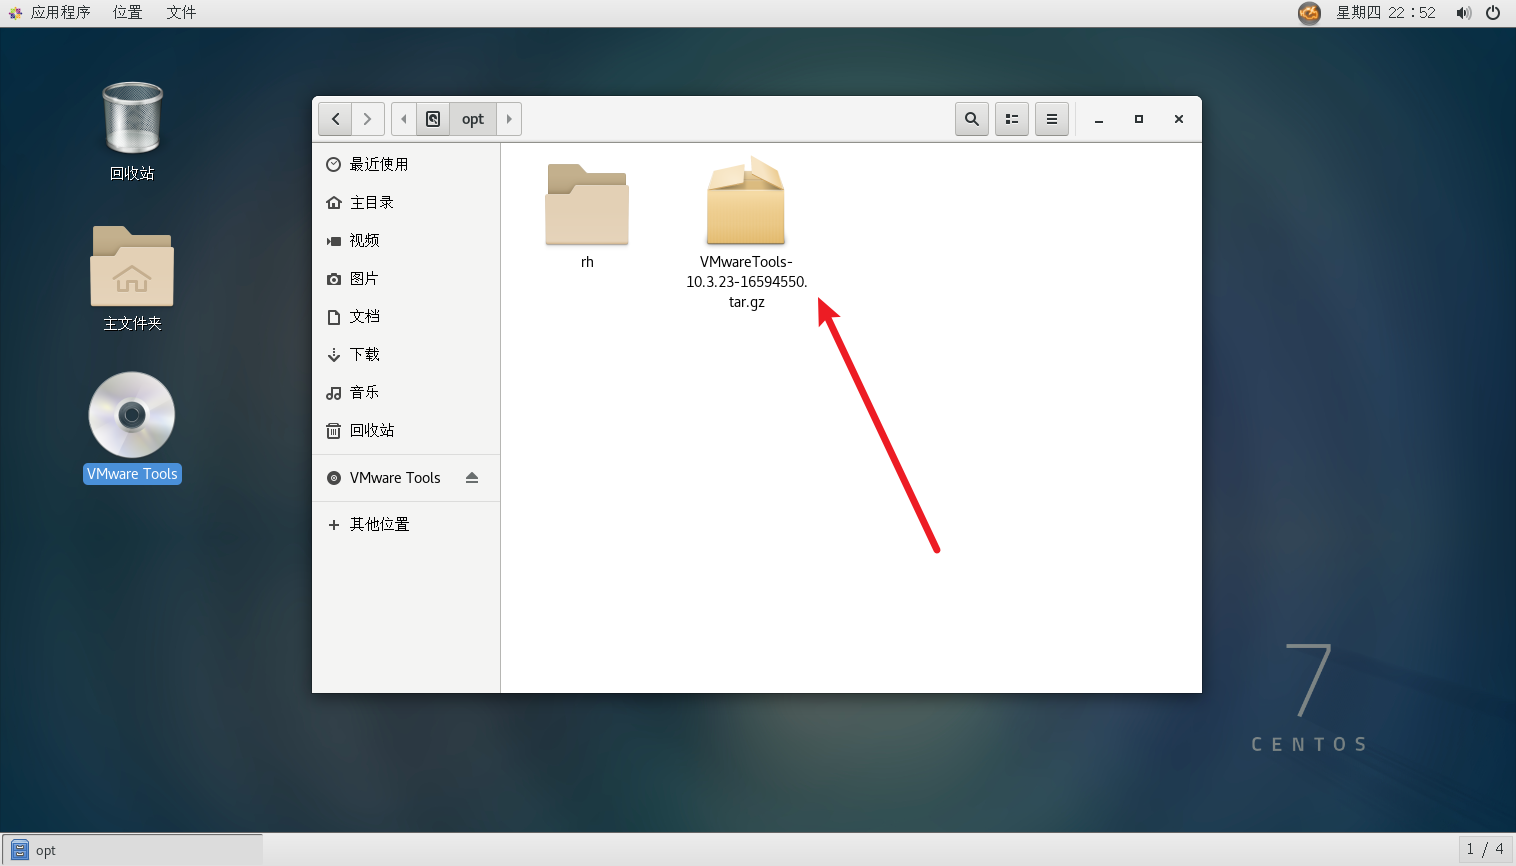 应用程序 位置 文件
星期四 22：52
回收站
主文件夹
VMware Tools
opt
最近使用
主目录
视频
图片
文档
下载
音乐
回收站
VMware Tools
其他位置
rh
VMwareTools-
10.3.23-16594550.
tar.gz
7
CENTOS
opt
1 / 4